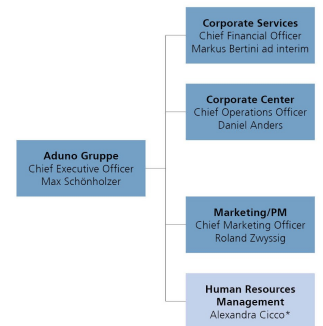 Corporate Services
Chief Financial Officer
Markus Bertini ad interim
Corporate Center
Chief Operations Officer
Daniel Anders
Aduno Gruppe
Chief Executive Officer
Max Schönholzer
Marketing/PM
Chief Marketing Officer
Roland Zwyssig
Human Resources
Management
Alexandra Cicco*